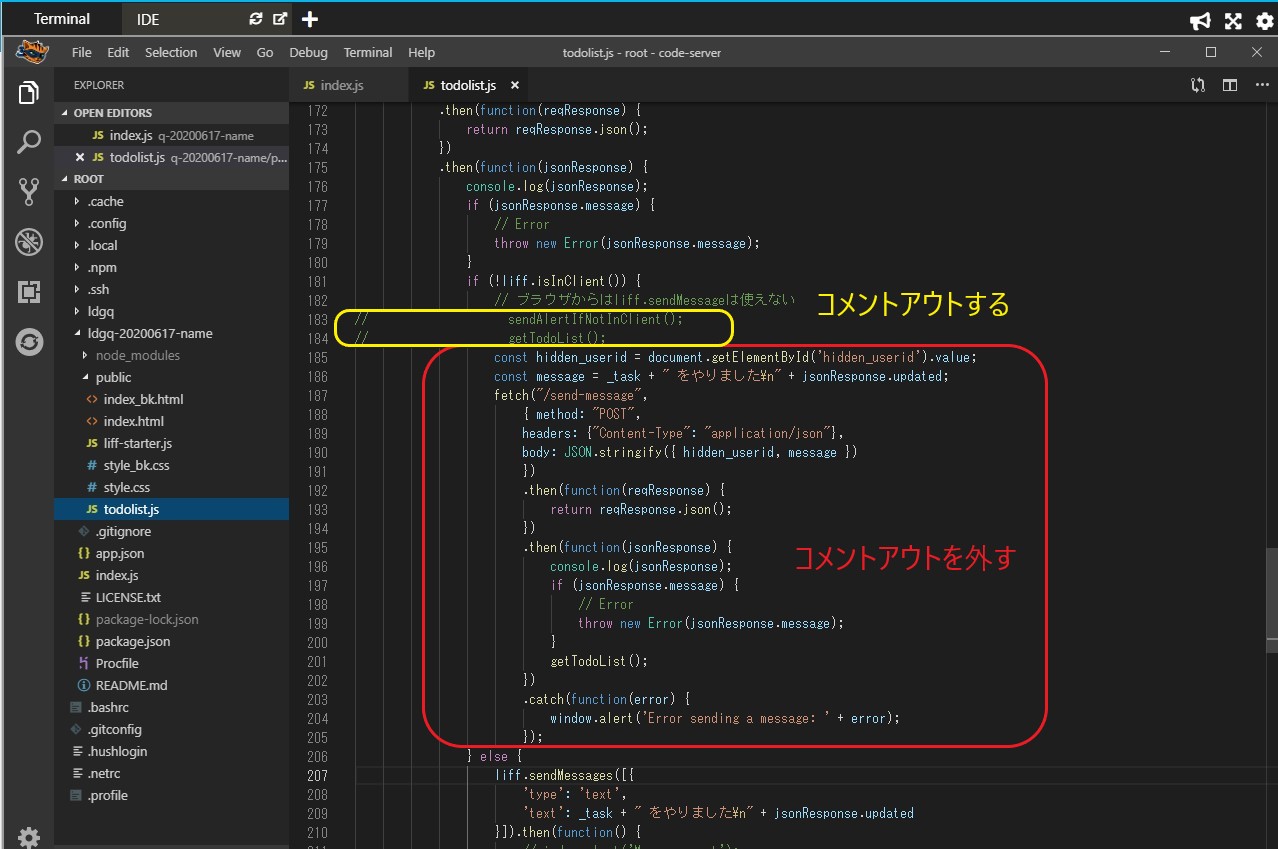 Terminal
IDE
File Edit Selection View Go Debug Terminal Help
todolist.js - root - code-server
EXPLORER
OPEN EDITORS
JS index.js q-20200617-name
JS todolist.js q-20200617-name/p...
ROOT
.cache
.config
.local
.npm
.ssh
ldgq
ldgq-20200617-name
node_modules
public
<> index_bk.html
<> index.html
JS liff-starter.js
# style_bk.css
# style.css
JS todolist.js
.gitignore
{} app.json
JS index.js
LICENSE.txt
{} package-lock.json
{} package.json
Procfile
README.md
.bashrc
.gitconfig
.hushlogin
.netrc
.profile
JS index.js
JS todolist.js
172 .then(function(reqResponse) {
173 return reqResponse.json();
174 })
175 .then(function(jsonResponse) {
176 console.log(jsonResponse);
177 if (jsonResponse.message) {
178 // Error
179 throw new Error(jsonResponse.message);
180 }
181 if (!liff.isInClient()) {
182 // ブラウザからはliff.sendMessageは使えない
コメントアウトする
183 // sendAlertIfNotInClient();
184 // getTodoList();
185 const hidden_userid = document.getElementById('hidden_userid').value;
186 const message = _task + " をやりました¥n" + jsonResponse.updated;
187 fetch("/send-message",
188 { method: "POST",
189 headers: {"Content-Type": "application/json"},
190 body: JSON.stringify({ hidden_userid, message })
191 })
192 .then(function(reqResponse) {
193 return reqResponse.json();
194 })
195 .then(function(jsonResponse) {
196 console.log(jsonResponse);
コメントアウトを外す
197 if (jsonResponse.message) {
198 // Error
199 throw new Error(jsonResponse.message);
200 }
201 getTodoList();
202 })
203 .catch(function(error) {
204 window.alert('Error sending a message: ' + error);
205 });
206 } else {
207 liff.sendMessages([{
208 'type': 'text',
209 'text': _task + " をやりました¥n" + jsonResponse.updated
210 }]).then(function() {